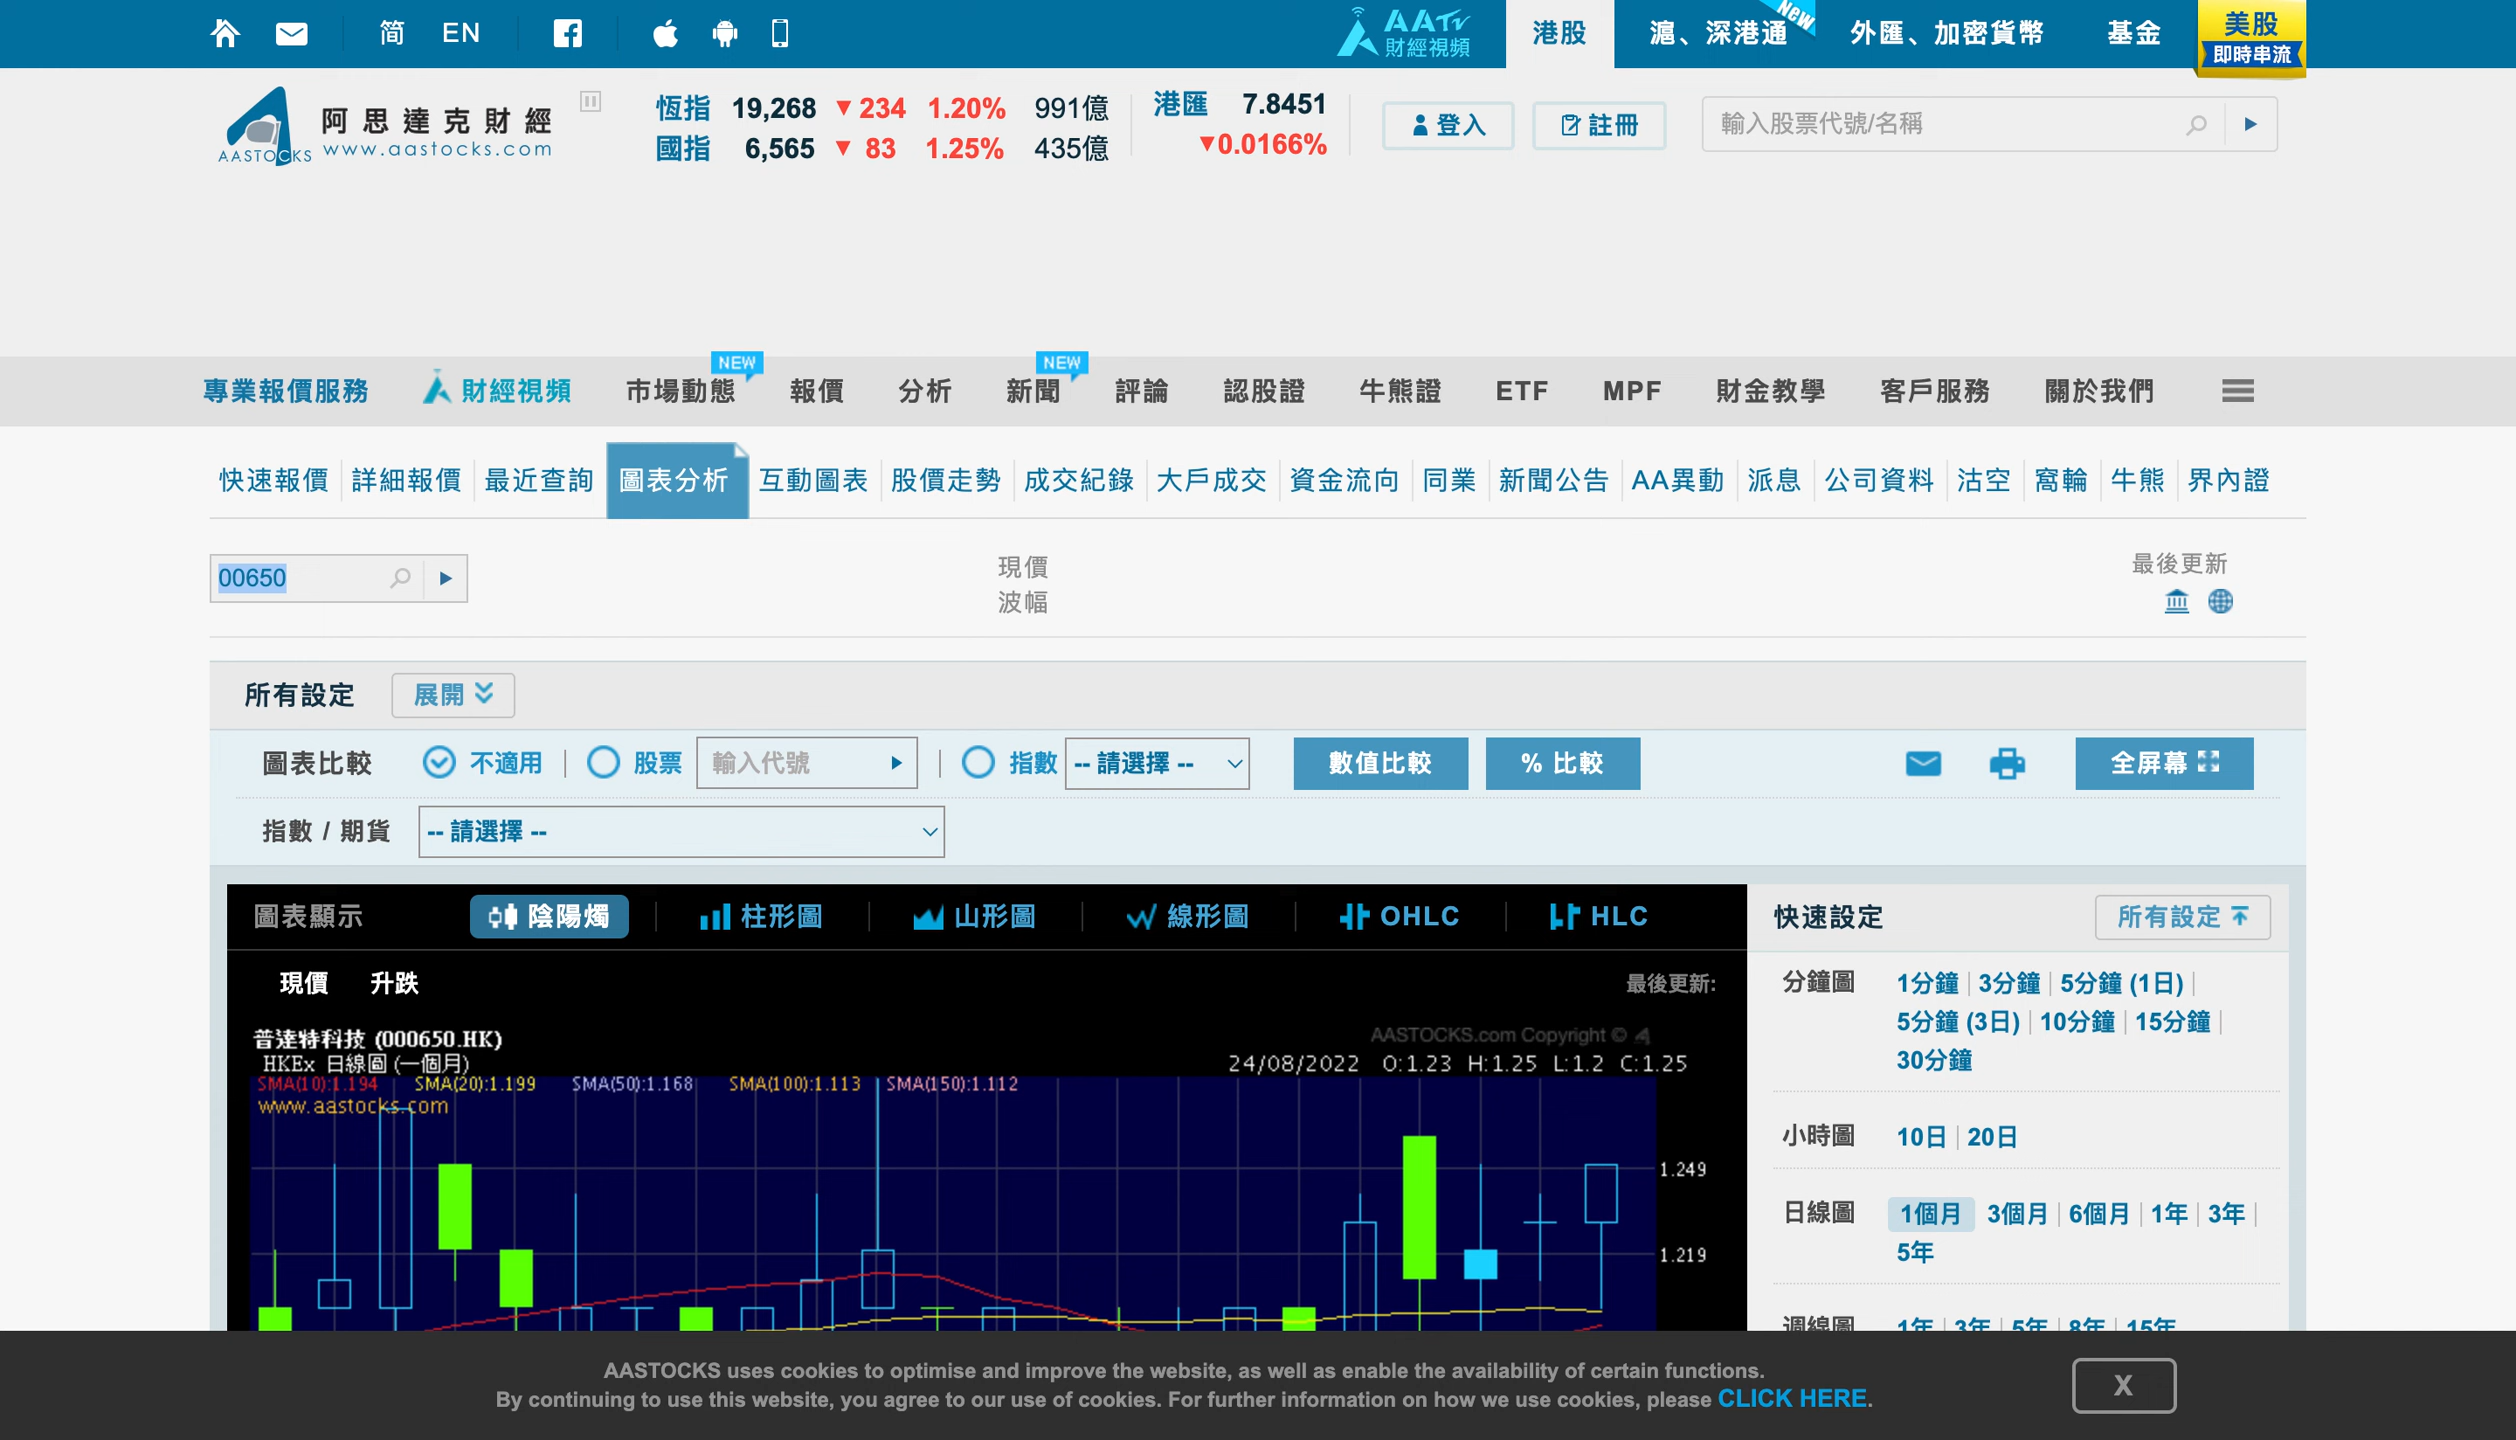 简 EN AATV 財經視頻 港股 滬、深港通 New 外匯、加密貨幣 基金 美股 即時串流
AASTOCKS 阿思達克財經 www.aastocks.com
恆指 19,268 ▼234 1.20% 991億
國指 6,565 ▼ 83 1.25% 435億
港匯 7.8451
▼0.0166%
登入 註冊 輸入股票代號/名稱
NEW NEW
專業報價服務 財經視頻 市場動態 報價 分析 新聞 評論 認股證 牛熊證 ETF MPF 財金教學 客戶服務 關於我們
快速報價 詳細報價 最近查詢 圖表分析 互動圖表 股價走勢 成交紀錄 大戶成交 資金流向 同業 新聞公告 AA異動 派息 公司資料 沽空 窩輪 牛熊 界內證
00650 現價 最後更新
波幅
所有設定 展開
圖表比較 不適用 股票 輸入代號 指數 -- 請選擇 -- 數值比較 % 比較 全屏幕
指數 / 期貨 -- 請選擇 --
圖表顯示 陰陽燭 柱形圖 山形圖 線形圖 OHLC HLC
現價 升跌 最後更新:
普達特科技 (000650.HK) AASTOCKS.com Copyright ©
HKEx 日線圖 (一個月) 24/08/2022 O:1.23 H:1.25 L:1.2 C:1.25
SMA(10):1.194 SMA(20):1.199 SMA(50):1.168 SMA(100):1.113 SMA(150):1.112
www.aastocks.com
1.249
1.219
快速設定 所有設定
分鐘圖 1分鐘 3分鐘 5分鐘 (1日)
5分鐘 (3日) 10分鐘 15分鐘
30分鐘
小時圖 10日 20日
日線圖 1個月 3個月 6個月 1年 3年
5年
週線圖 1年 3年 5年 8年 15年
AASTOCKS uses cookies to optimise and improve the website, as well as enable the availability of certain functions.
By continuing to use this website, you agree to our use of cookies. For further information on how we use cookies, please CLICK HERE.
X